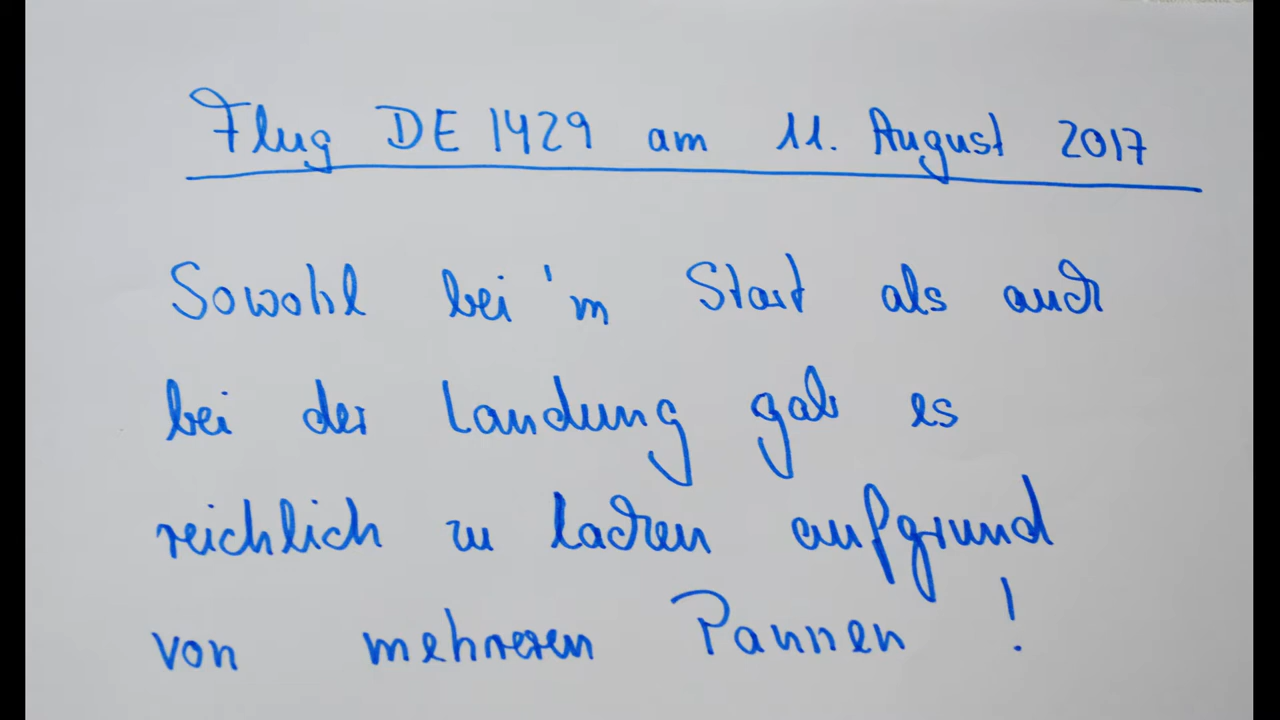 Flug DE 1429 am 11. August 2017
Sowohl bei'm Start als auch
bei der Landung gab es
reichlich zu lachen aufgrund
von mehreren Pannen !